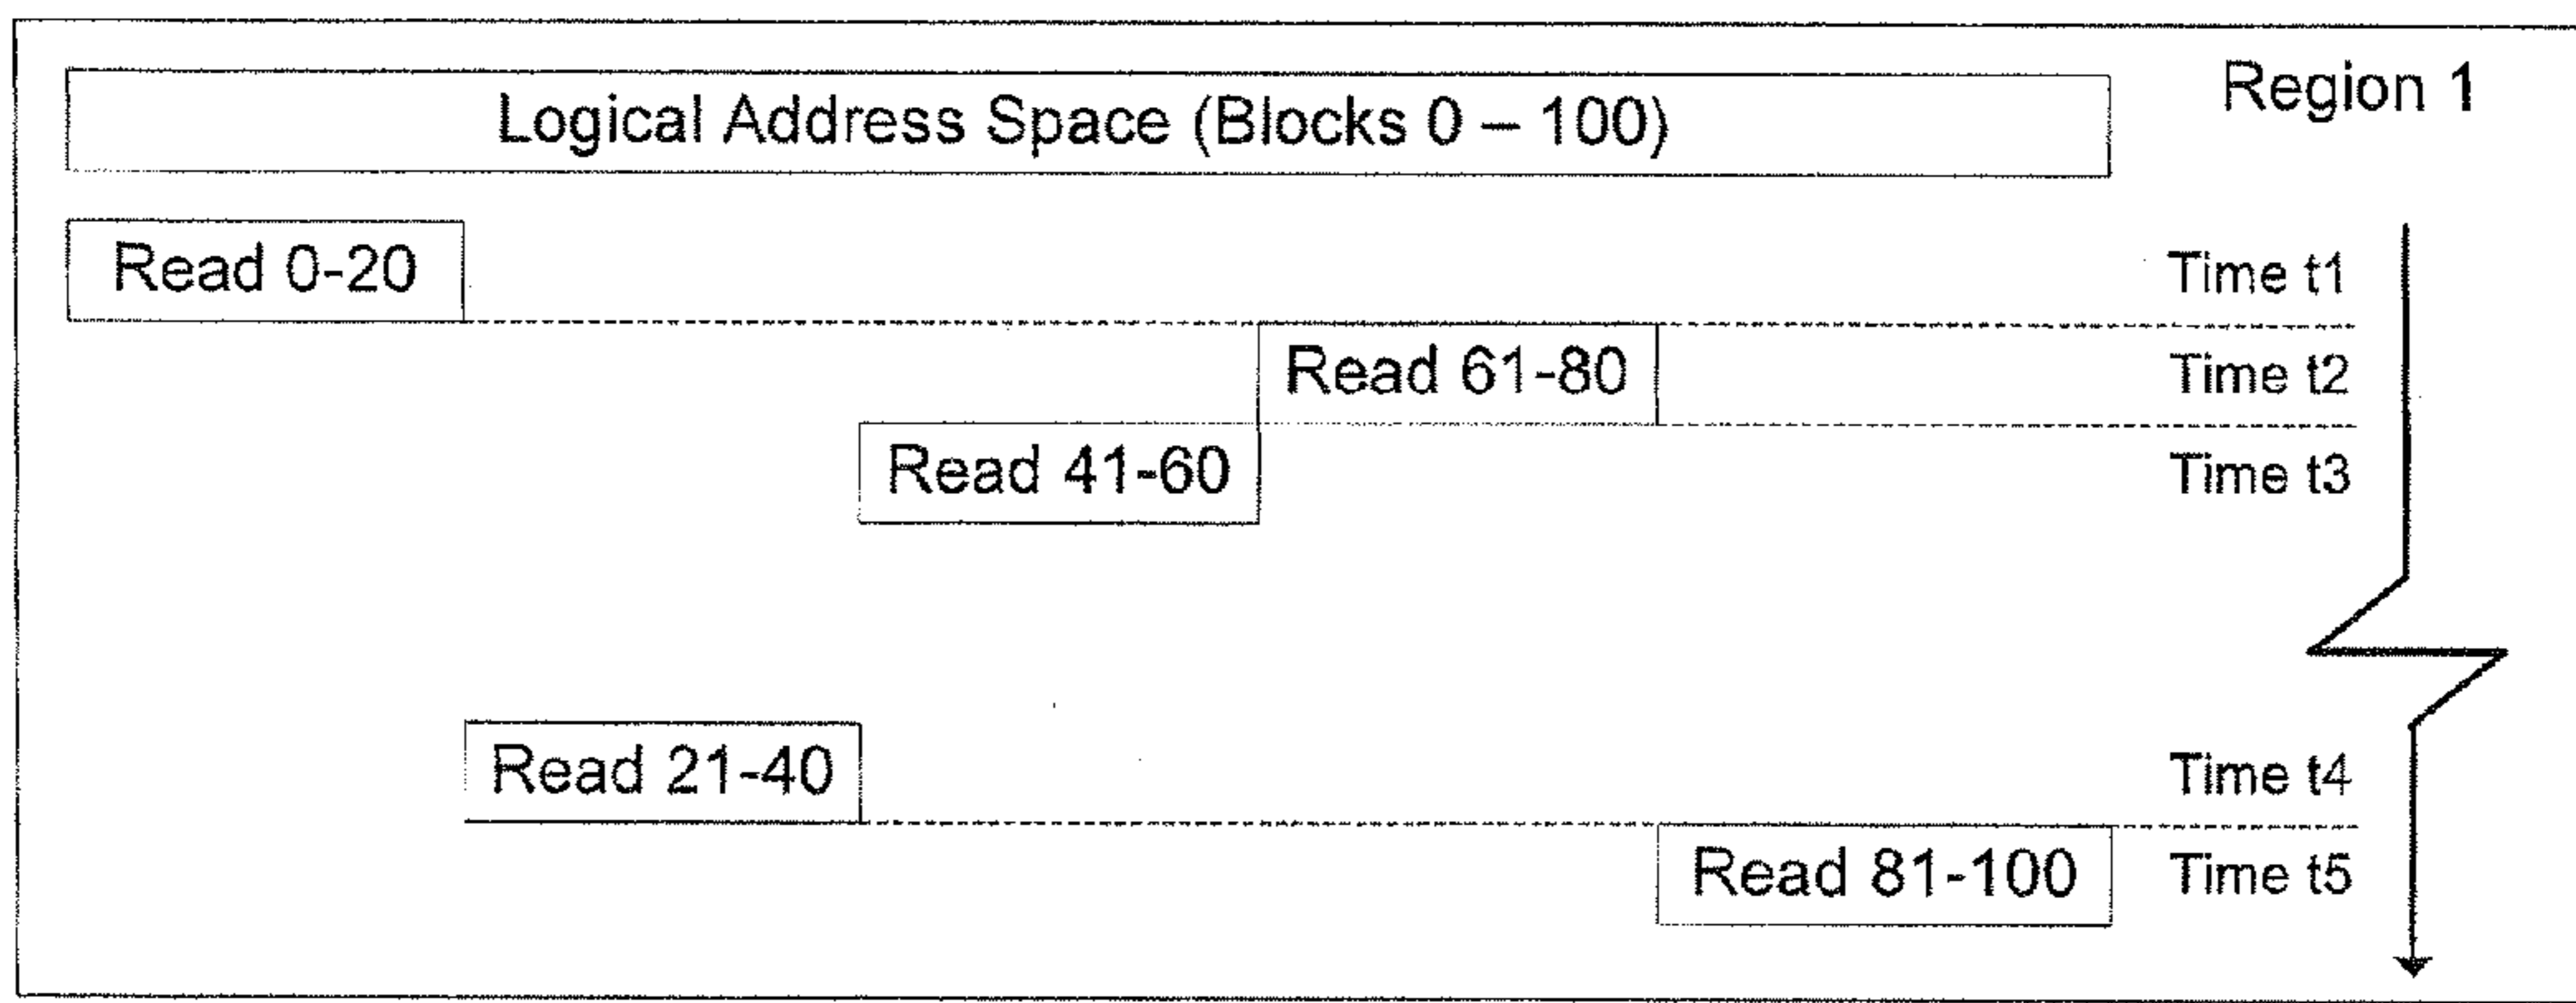 Region 1
Logical Address Space (Blocks 0 – 100)
Read 0-20 Time t1
Read 61-80 Time t2
Read 41-60 Time t3
Read 21-40 Time t4
Read 81-100 Time t5